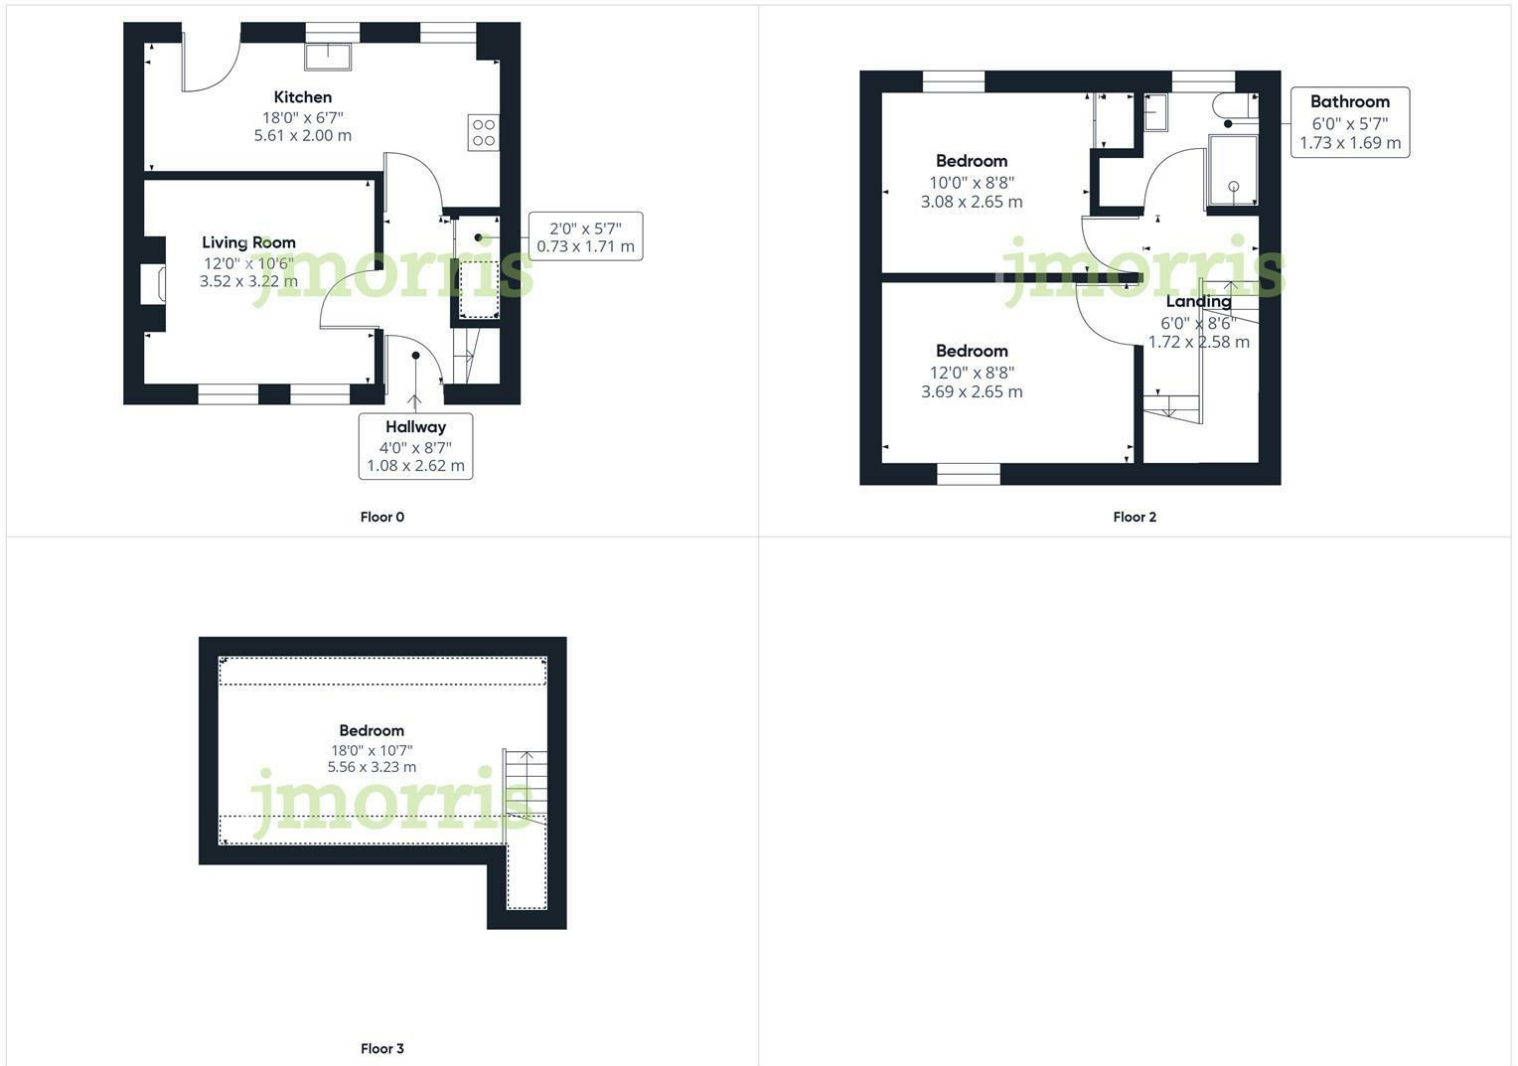 Kitchen
18'0" x 6'7"
5.61 x 2.00 m
Living Room
12'0" x 10'6"
3.52 x 3.22 m
2'0" x 5'7"
0.73 x 1.71 m
jmorris
Hallway
4'0" x 8'7"
1.08 x 2.62 m
Floor 0
Bathroom
6'0" x 5'7"
1.73 x 1.69 m
Bedroom
10'0" x 8'8"
3.08 x 2.65 m
jmorris
Landing
6'0" x 8'6"
1.72 x 2.58 m
Bedroom
12'0" x 8'8"
3.69 x 2.65 m
Floor 2
Bedroom
18'0" x 10'7"
5.56 x 3.23 m
jmorris
Floor 3